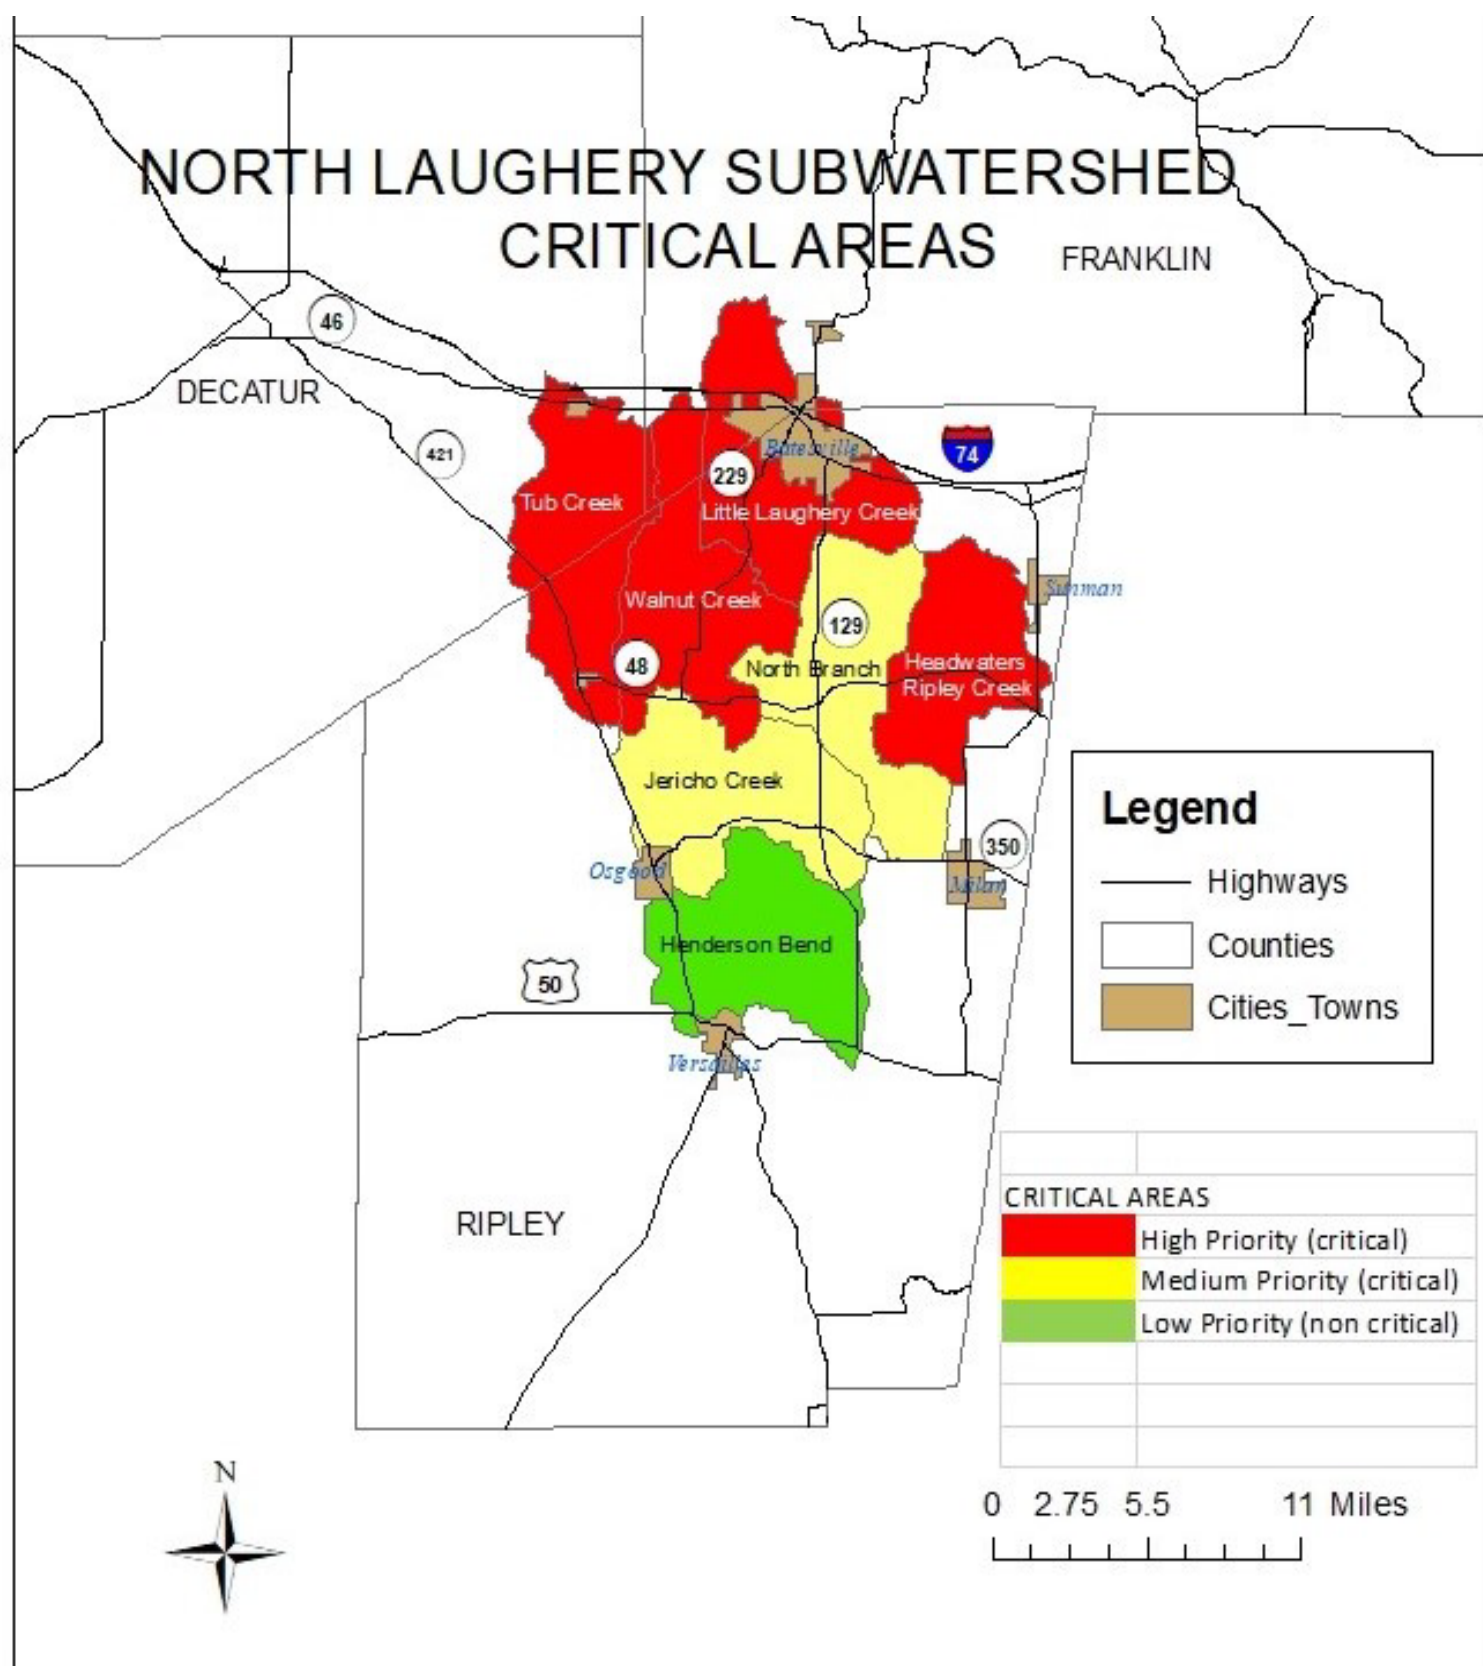 NORTH LAUGHERY SUBWATERSHED
CRITICAL AREAS
FRANKLIN
46
DECATUR
421
Batesville
74
229
Tub Creek
Little Laughery Creek
Sunman
Walnut Creek
129
48
North Branch
Headwaters
Ripley Creek
Jericho Creek
350
Osgood
Milan
Henderson Bend
50
Versailles
RIPLEY
Legend
Highways
Counties
Cities_Towns
CRITICAL AREAS
High Priority (critical)
Medium Priority (critical)
Low Priority (non critical)
N
0 2.75 5.5 11 Miles